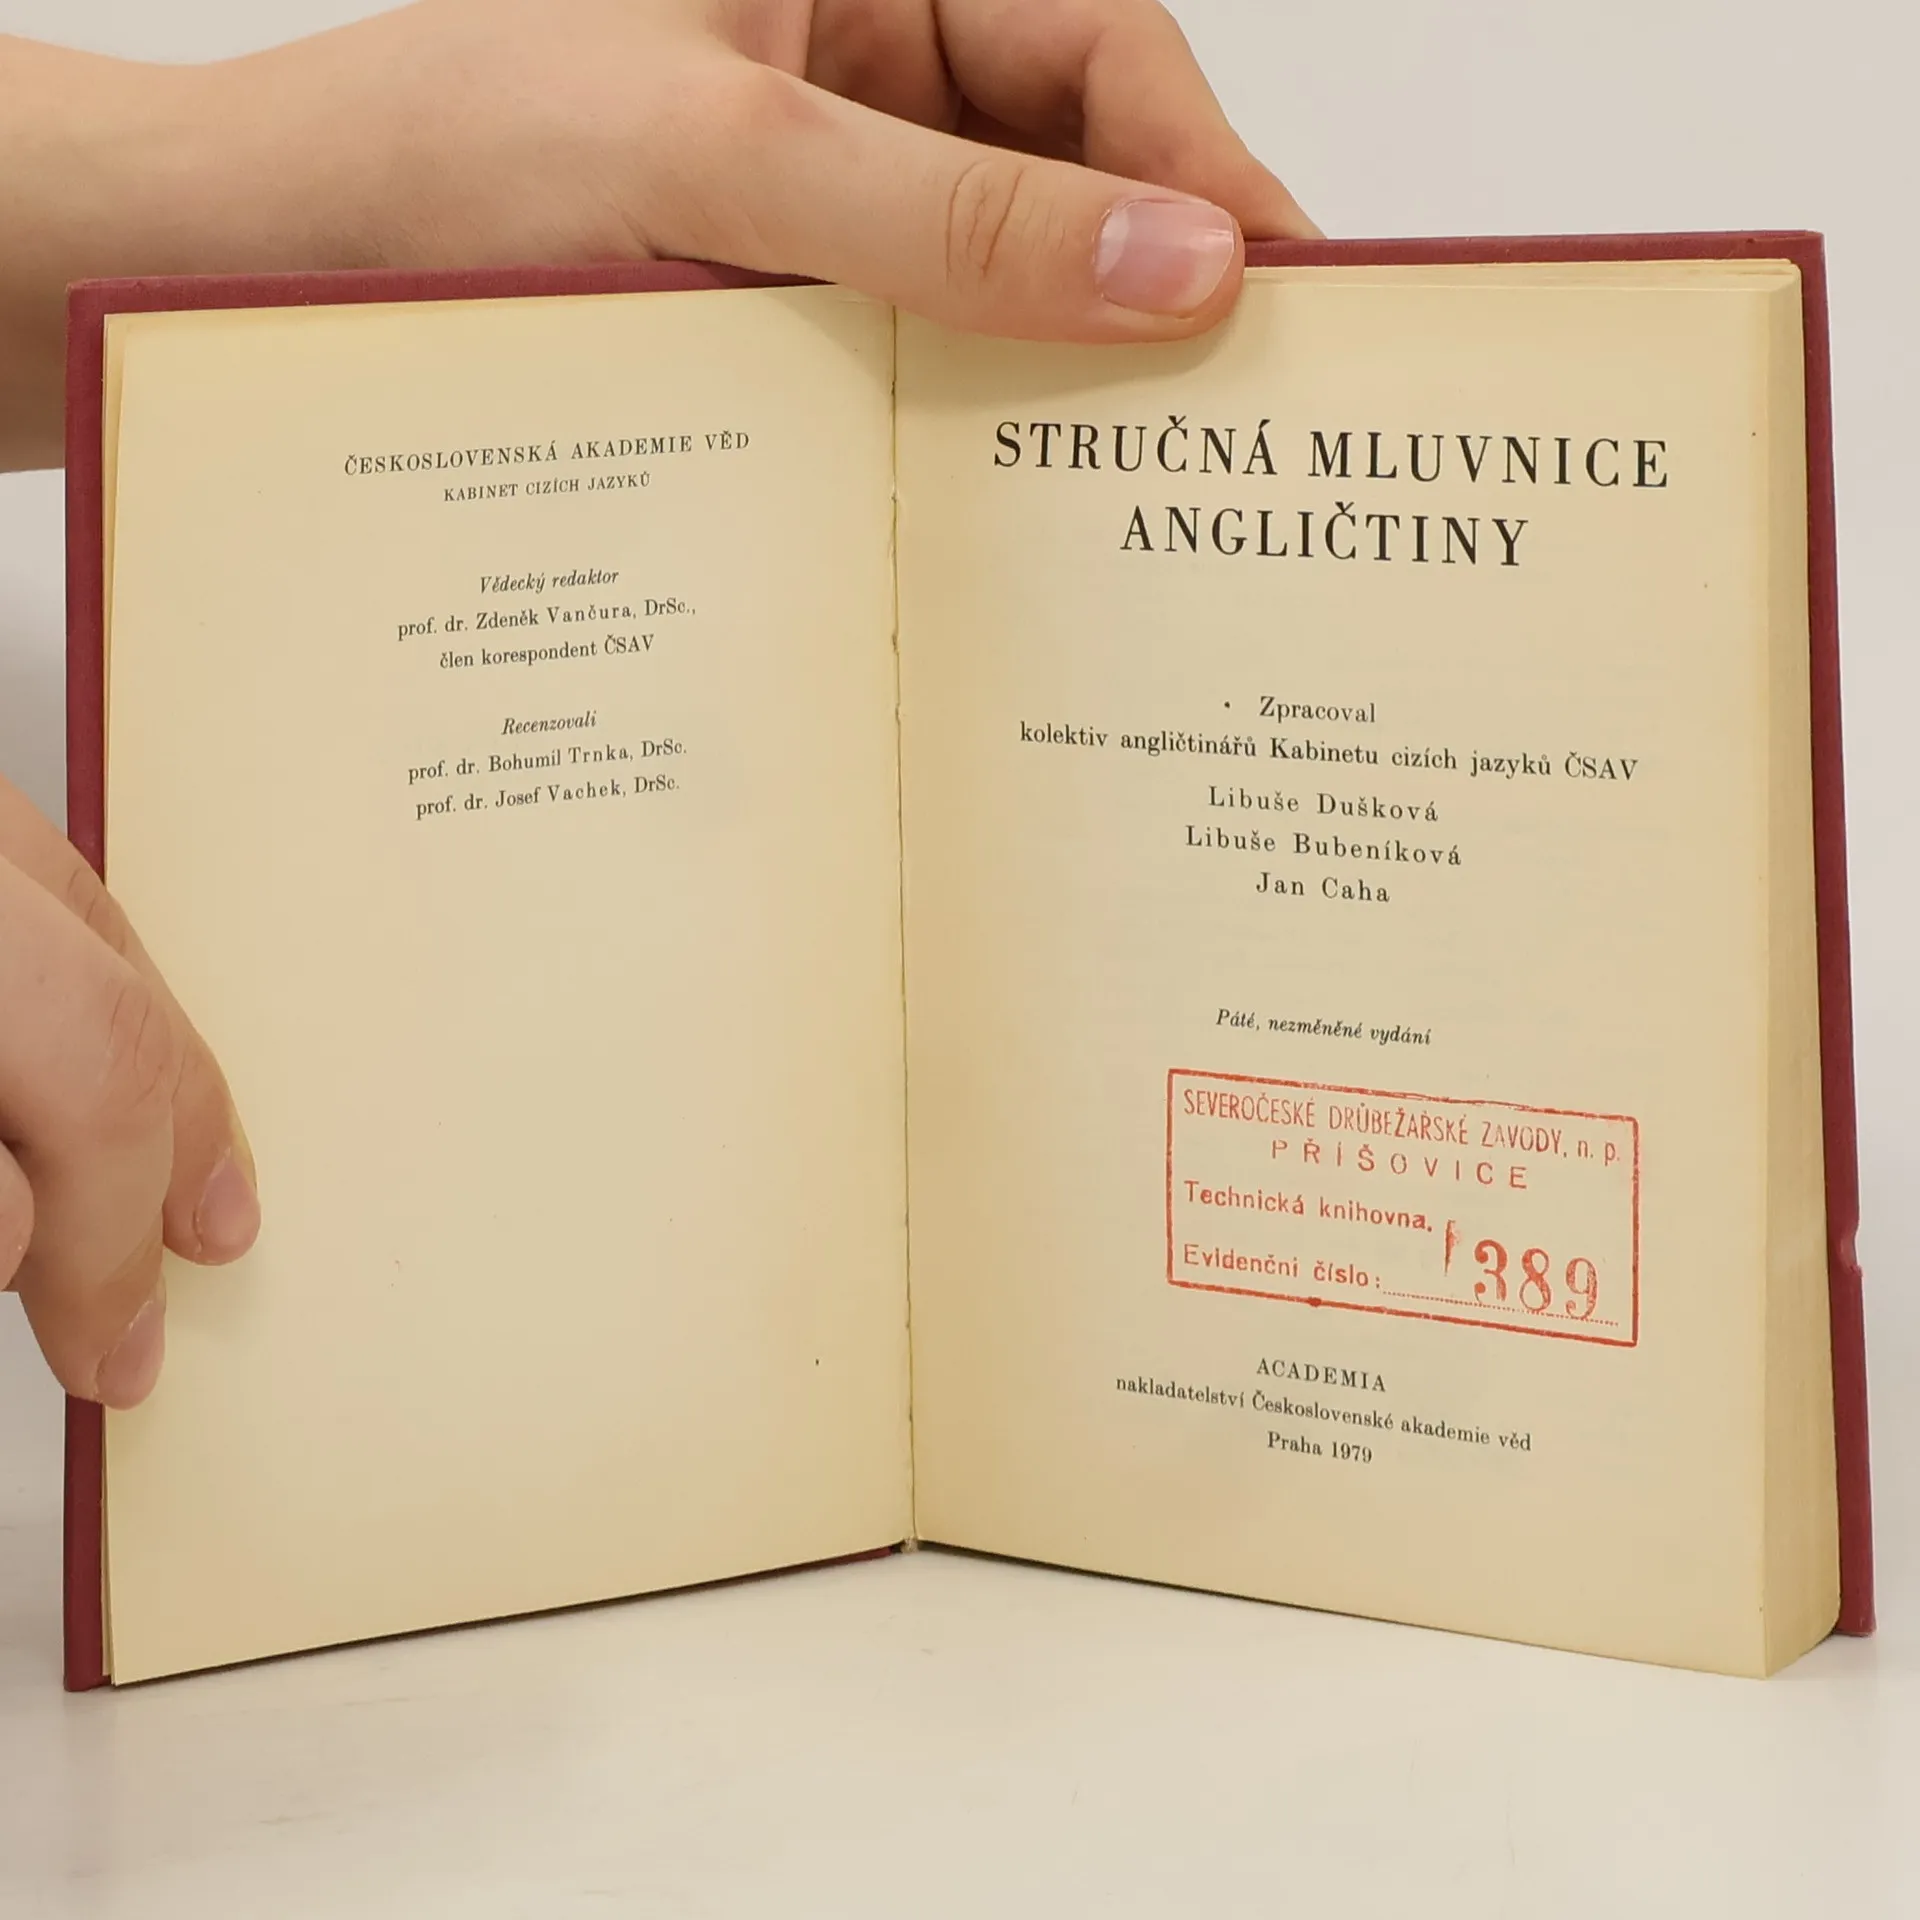 ČESKOSLOVENSKÁ AKADEMIE VĚD
KABINET CIZÍCH JAZYKŮ
Vědecký redaktor
prof. dr. Zdeněk Vančura, DrSc.,
člen korespondent ČSAV
Recenzovali
prof. dr. Bohumil Trnka, DrSc.
prof. dr. Josef Vachek, DrSc.
STRUČNÁ MLUVNICE
ANGLIČTINY
Zpracoval
kolektiv angličtinářů Kabinetu cizích jazyků ČSAV
Libuše Dušková
Libuše Bubeníková
Jan Caha
Páté, nezměněné vydání
SEVEROČESKÉ DRŮBEŽÁŘSKÉ ZÁVODY, n. p.
PŘÍŠOVICE
Technická knihovna.
Evidenční číslo: 389
ACADEMIA
nakladatelství Československé akademie věd
Praha 1979